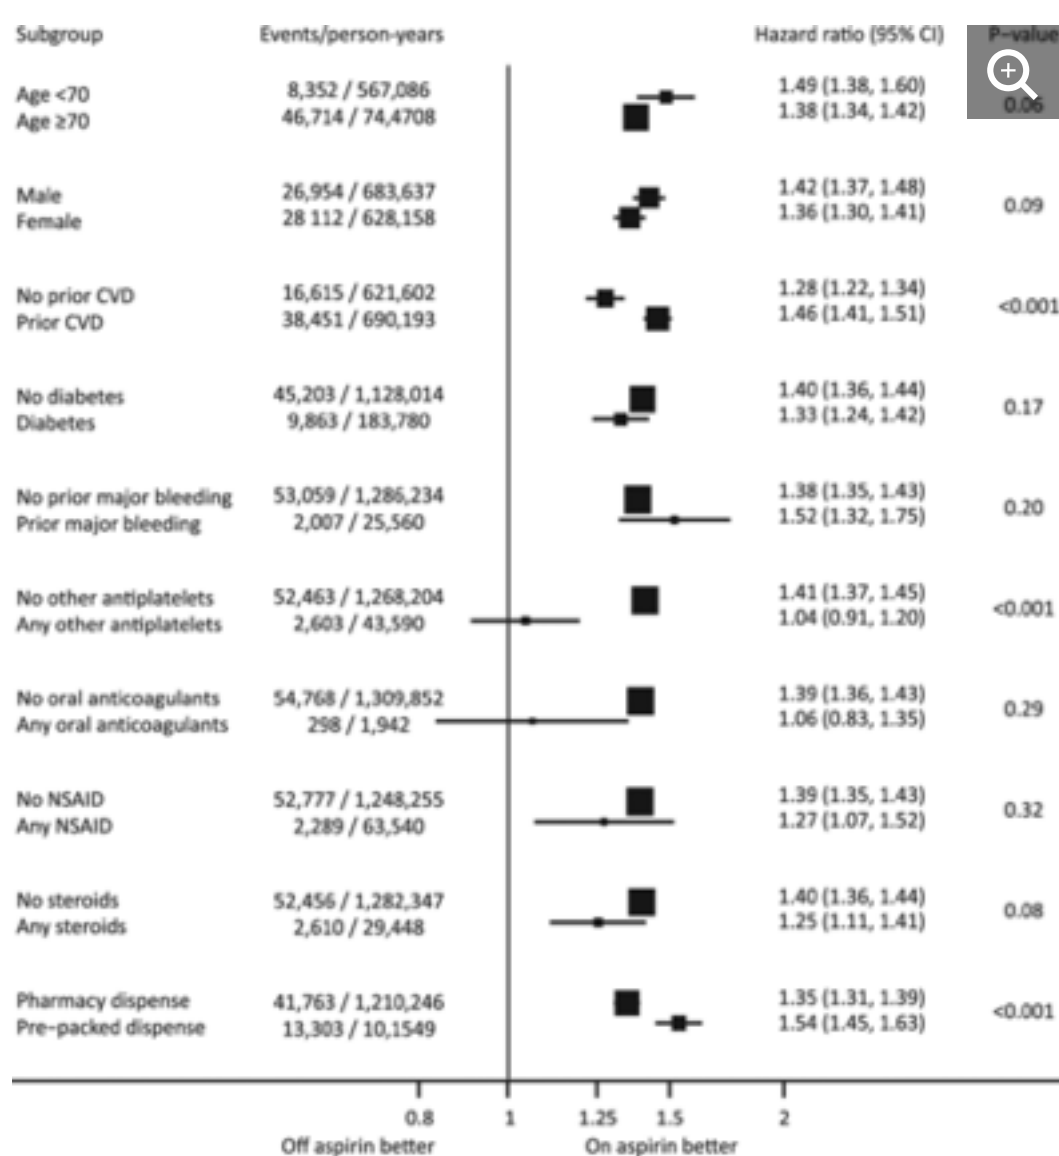 Subgroup Events/person-years Hazard ratio (95% CI) P-value
Age <70 8,352 / 567,086 1.49 (1.38, 1.60)
0.06
Age ≥70 46,714 / 74,4708 1.38 (1.34, 1.42)
Male 26,954 / 683,637 1.42 (1.37, 1.48)
0.09
Female 28 112 / 628,158 1.36 (1.30, 1.41)
No prior CVD 16,615 / 621,602 1.28 (1.22, 1.34)
<0.001
Prior CVD 38,451 / 690,193 1.46 (1.41, 1.51)
No diabetes 45,203 / 1,128,014 1.40 (1.36, 1.44)
0.17
Diabetes 9,863 / 183,780 1.33 (1.24, 1.42)
No prior major bleeding 53,059 / 1,286,234 1.38 (1.35, 1.43)
0.20
Prior major bleeding 2,007 / 25,560 1.52 (1.32, 1.75)
No other antiplatelets 52,463 / 1,268,204 1.41 (1.37, 1.45)
<0.001
Any other antiplatelets 2,603 / 43,590 1.04 (0.91, 1.20)
No oral anticoagulants 54,768 / 1,309,852 1.39 (1.36, 1.43)
0.29
Any oral anticoagulants 298 / 1,942 1.06 (0.83, 1.35)
No NSAID 52,777 / 1,248,255 1.39 (1.35, 1.43)
0.32
Any NSAID 2,289 / 63,540 1.27 (1.07, 1.52)
No steroids 52,456 / 1,282,347 1.40 (1.36, 1.44)
0.08
Any steroids 2,610 / 29,448 1.25 (1.11, 1.41)
Pharmacy dispense 41,763 / 1,210,246 1.35 (1.31, 1.39)
<0.001
Pre-packed dispense 13,303 / 10,1549 1.54 (1.45, 1.63)
0.8 1 1.25 1.5 2
Off aspirin better On aspirin better